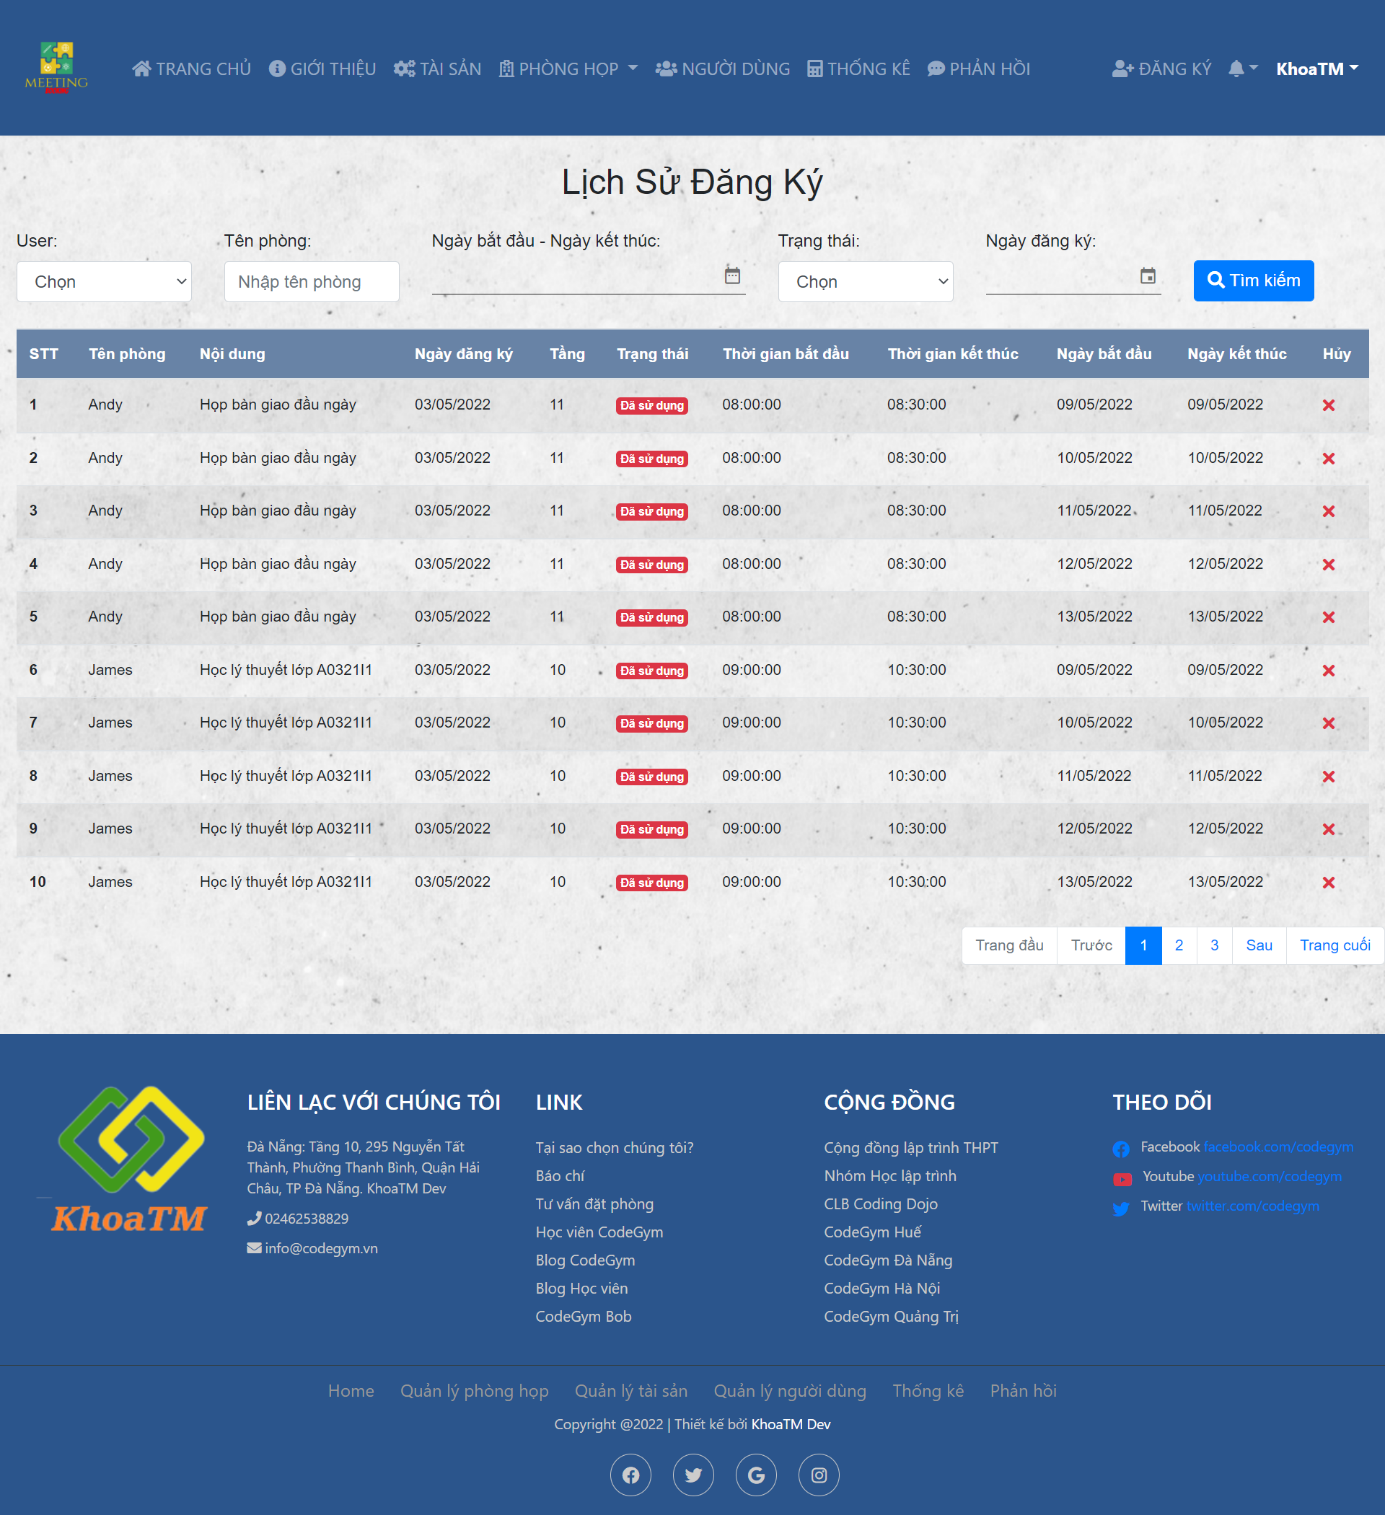 MEETING
TRANG CHỦ GIỚI THIỆU TÀI SẢN PHÒNG HỌP NGƯỜI DÙNG THỐNG KÊ PHẢN HỒI ĐĂNG KÝ KhoaTM
Lịch Sử Đăng Ký
User: Tên phòng: Ngày bắt đầu - Ngày kết thúc: Trạng thái: Ngày đăng ký:
Chọn Nhập tên phòng Chọn Tìm kiếm
STT Tên phòng Nội dung Ngày đăng ký Tầng Trạng thái Thời gian bắt đầu Thời gian kết thúc Ngày bắt đầu Ngày kết thúc Hủy
1 Andy Họp bàn giao đầu ngày 03/05/2022 11 Đã sử dụng 08:00:00 08:30:00 09/05/2022 09/05/2022
2 Andy Họp bàn giao đầu ngày 03/05/2022 11 Đã sử dụng 08:00:00 08:30:00 10/05/2022 10/05/2022
3 Andy Họp bàn giao đầu ngày 03/05/2022 11 Đã sử dụng 08:00:00 08:30:00 11/05/2022 11/05/2022
4 Andy Họp bàn giao đầu ngày 03/05/2022 11 Đã sử dụng 08:00:00 08:30:00 12/05/2022 12/05/2022
5 Andy Họp bàn giao đầu ngày 03/05/2022 11 Đã sử dụng 08:00:00 08:30:00 13/05/2022 13/05/2022
6 James Học lý thuyết lớp A0321I1 03/05/2022 10 Đã sử dụng 09:00:00 10:30:00 09/05/2022 09/05/2022
7 James Học lý thuyết lớp A0321I1 03/05/2022 10 Đã sử dụng 09:00:00 10:30:00 10/05/2022 10/05/2022
8 James Học lý thuyết lớp A0321I1 03/05/2022 10 Đã sử dụng 09:00:00 10:30:00 11/05/2022 11/05/2022
9 James Học lý thuyết lớp A0321I1 03/05/2022 10 Đã sử dụng 09:00:00 10:30:00 12/05/2022 12/05/2022
10 James Học lý thuyết lớp A0321I1 03/05/2022 10 Đã sử dụng 09:00:00 10:30:00 13/05/2022 13/05/2022
Trang đầu Trước 1 2 3 Sau Trang cuối
KhoaTM
LIÊN LẠC VỚI CHÚNG TÔI
Đà Nẵng: Tầng 10, 295 Nguyễn Tất
Thành, Phường Thanh Bình, Quận Hải
Châu, TP Đà Nẵng. KhoaTM Dev
02462538829
info@codegym.vn
LINK
Tại sao chọn chúng tôi?
Báo chí
Tư vấn đặt phòng
Học viên CodeGym
Blog CodeGym
Blog Học viên
CodeGym Bob
CỘNG ĐỒNG
Cộng đồng lập trình THPT
Nhóm Học lập trình
CLB Coding Dojo
CodeGym Huế
CodeGym Đà Nẵng
CodeGym Hà Nội
CodeGym Quảng Trị
THEO DÕI
Facebook facebook.com/codegym
Youtube youtube.com/codegym
Twitter twitter.com/codegym
Home Quản lý phòng họp Quản lý tài sản Quản lý người dùng Thống kê Phản hồi
Copyright @2022 | Thiết kế bởi KhoaTM Dev